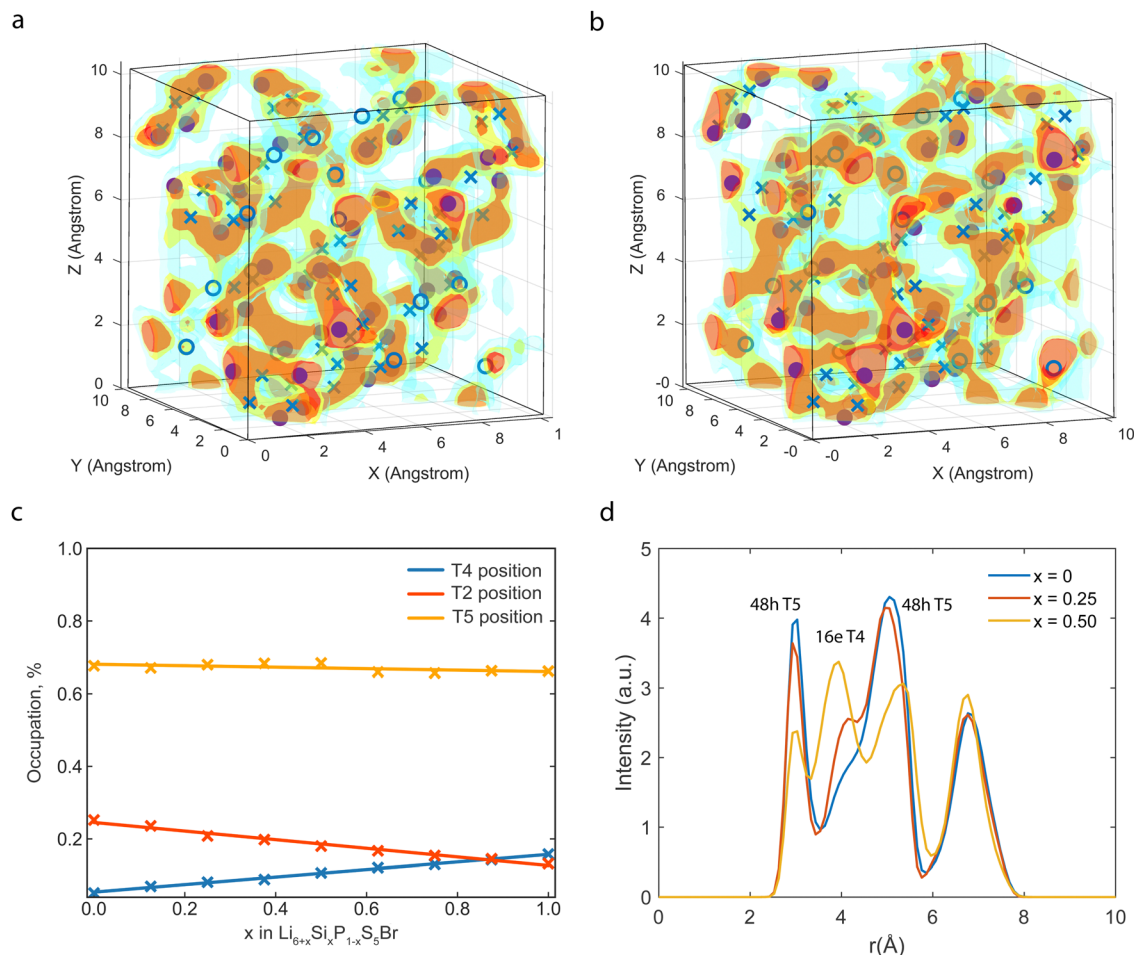 a
b
10
8
6
4
2
0
Z (Angstrom)
10
8
6
4
2
0
Y (Angstrom)
0
2
4
6
8
1
X (Angstrom)
10
8
6
4
2
-0
Z (Angstrom)
10
8
6
4
2
-0
Y (Angstrom)
-0
2
4
6
8
10
X (Angstrom)
c
d
1.0
0.8
0.6
0.4
0.2
Occupation, %
T4 position
T2 position
T5 position
0.0 0.2 0.4 0.6 0.8 1.0
x in Li₆₊ₓSiₓP₁₋ₓS₅Br
5
4
3
2
1
0
Intensity (a.u.)
48h T5
16e T4
48h T5
x = 0
x = 0.25
x = 0.50
0 2 4 6 8 10
r(Å)